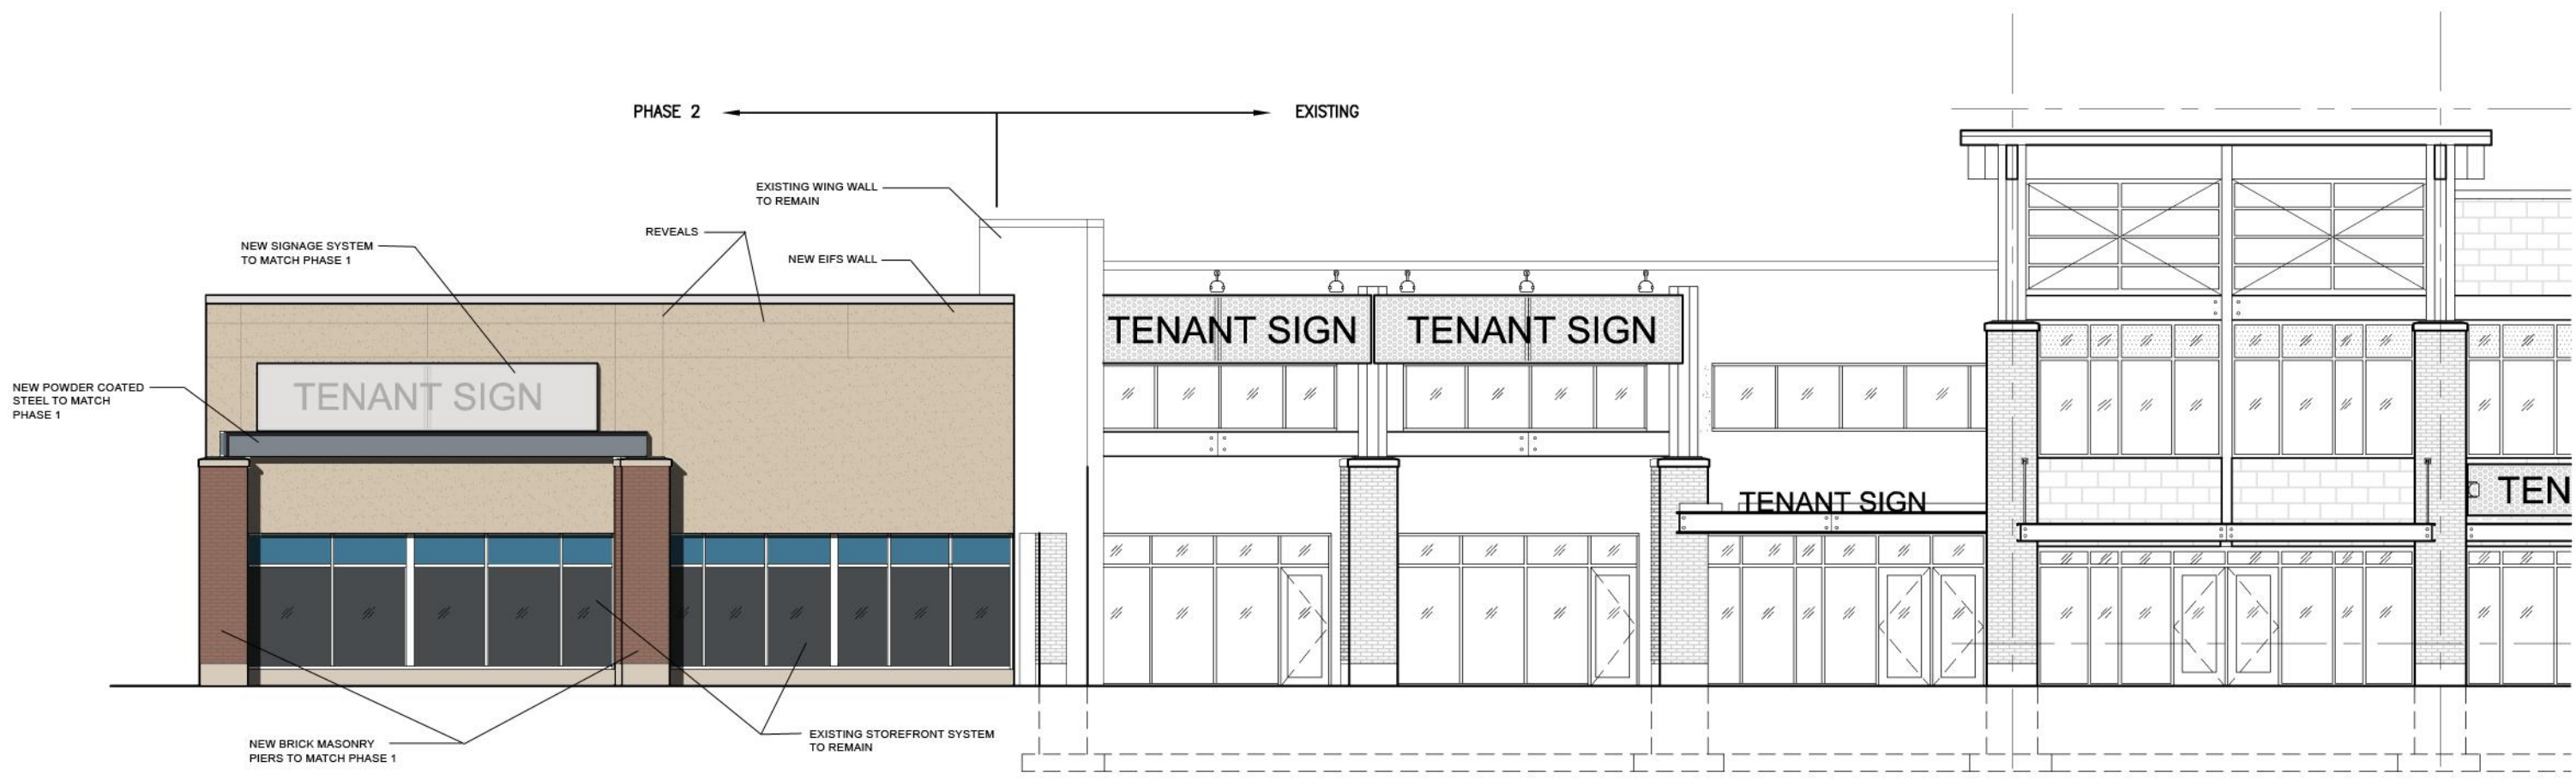 PHASE 2
EXISTING
EXISTING WING WALL
TO REMAIN
REVEALS
NEW SIGNAGE SYSTEM
TO MATCH PHASE 1
NEW EIFS WALL
TENANT SIGN
TENANT SIGN
NEW POWDER COATED
STEEL TO MATCH
PHASE 1
TENANT SIGN
TENANT SIGN
TEN
NEW BRICK MASONRY
PIERS TO MATCH PHASE 1
EXISTING STOREFRONT SYSTEM
TO REMAIN